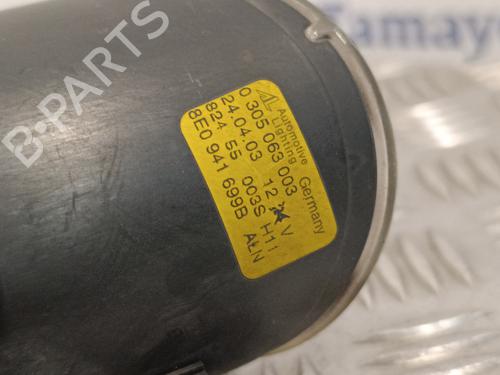 AL Automotive Lighting Germany
0 305 063 003
24.04.03 12 V
824 55 003S H11
8E0 941 699B ALN
B-PARTS